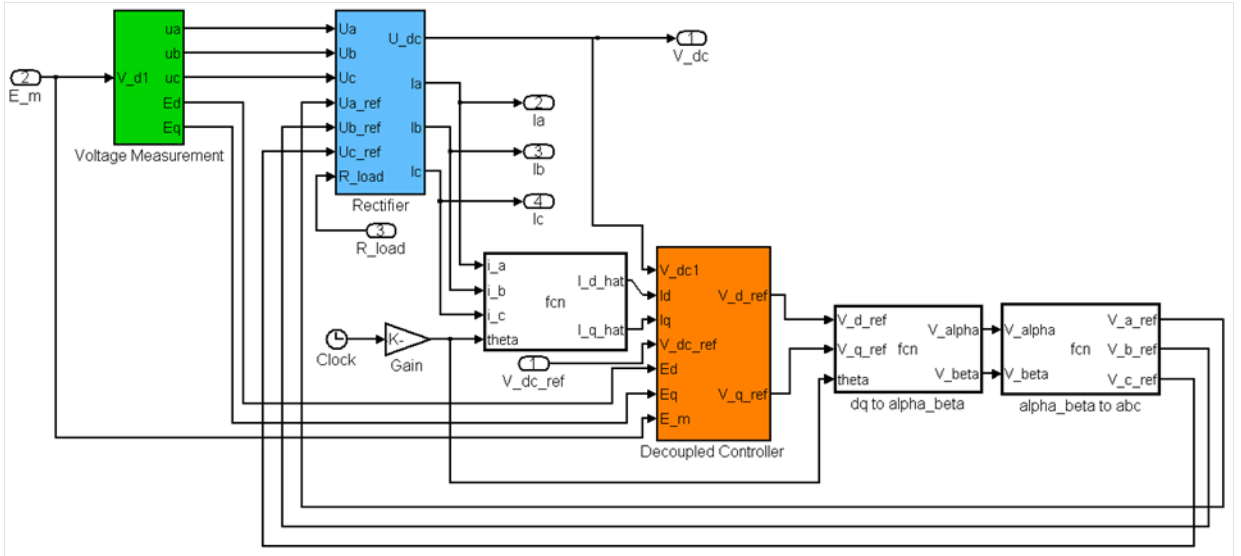 2
E_m
V_d1
ua
ub
uc
Ed
Eq
Voltage Measurement
Ua
Ub
Uc
Ua_ref
Ub_ref
Uc_ref
R_load
U_dc
Ia
Ib
Ic
Rectifier
3
R_load
1
V_dc
2
Ia
3
Ib
4
Ic
Clock
K-
Gain
i_a
i_b
i_c
theta
fcn
I_d_hat
I_q_hat
1
V_dc_ref
V_dc1
Id
Iq
V_dc_ref
Ed
Eq
E_m
V_d_ref
V_q_ref
Decoupled Controller
V_d_ref
V_q_ref
theta
fcn
V_alpha
V_beta
dq to alpha_beta
V_alpha
V_beta
fcn
V_a_ref
V_b_ref
V_c_ref
alpha_beta to abc